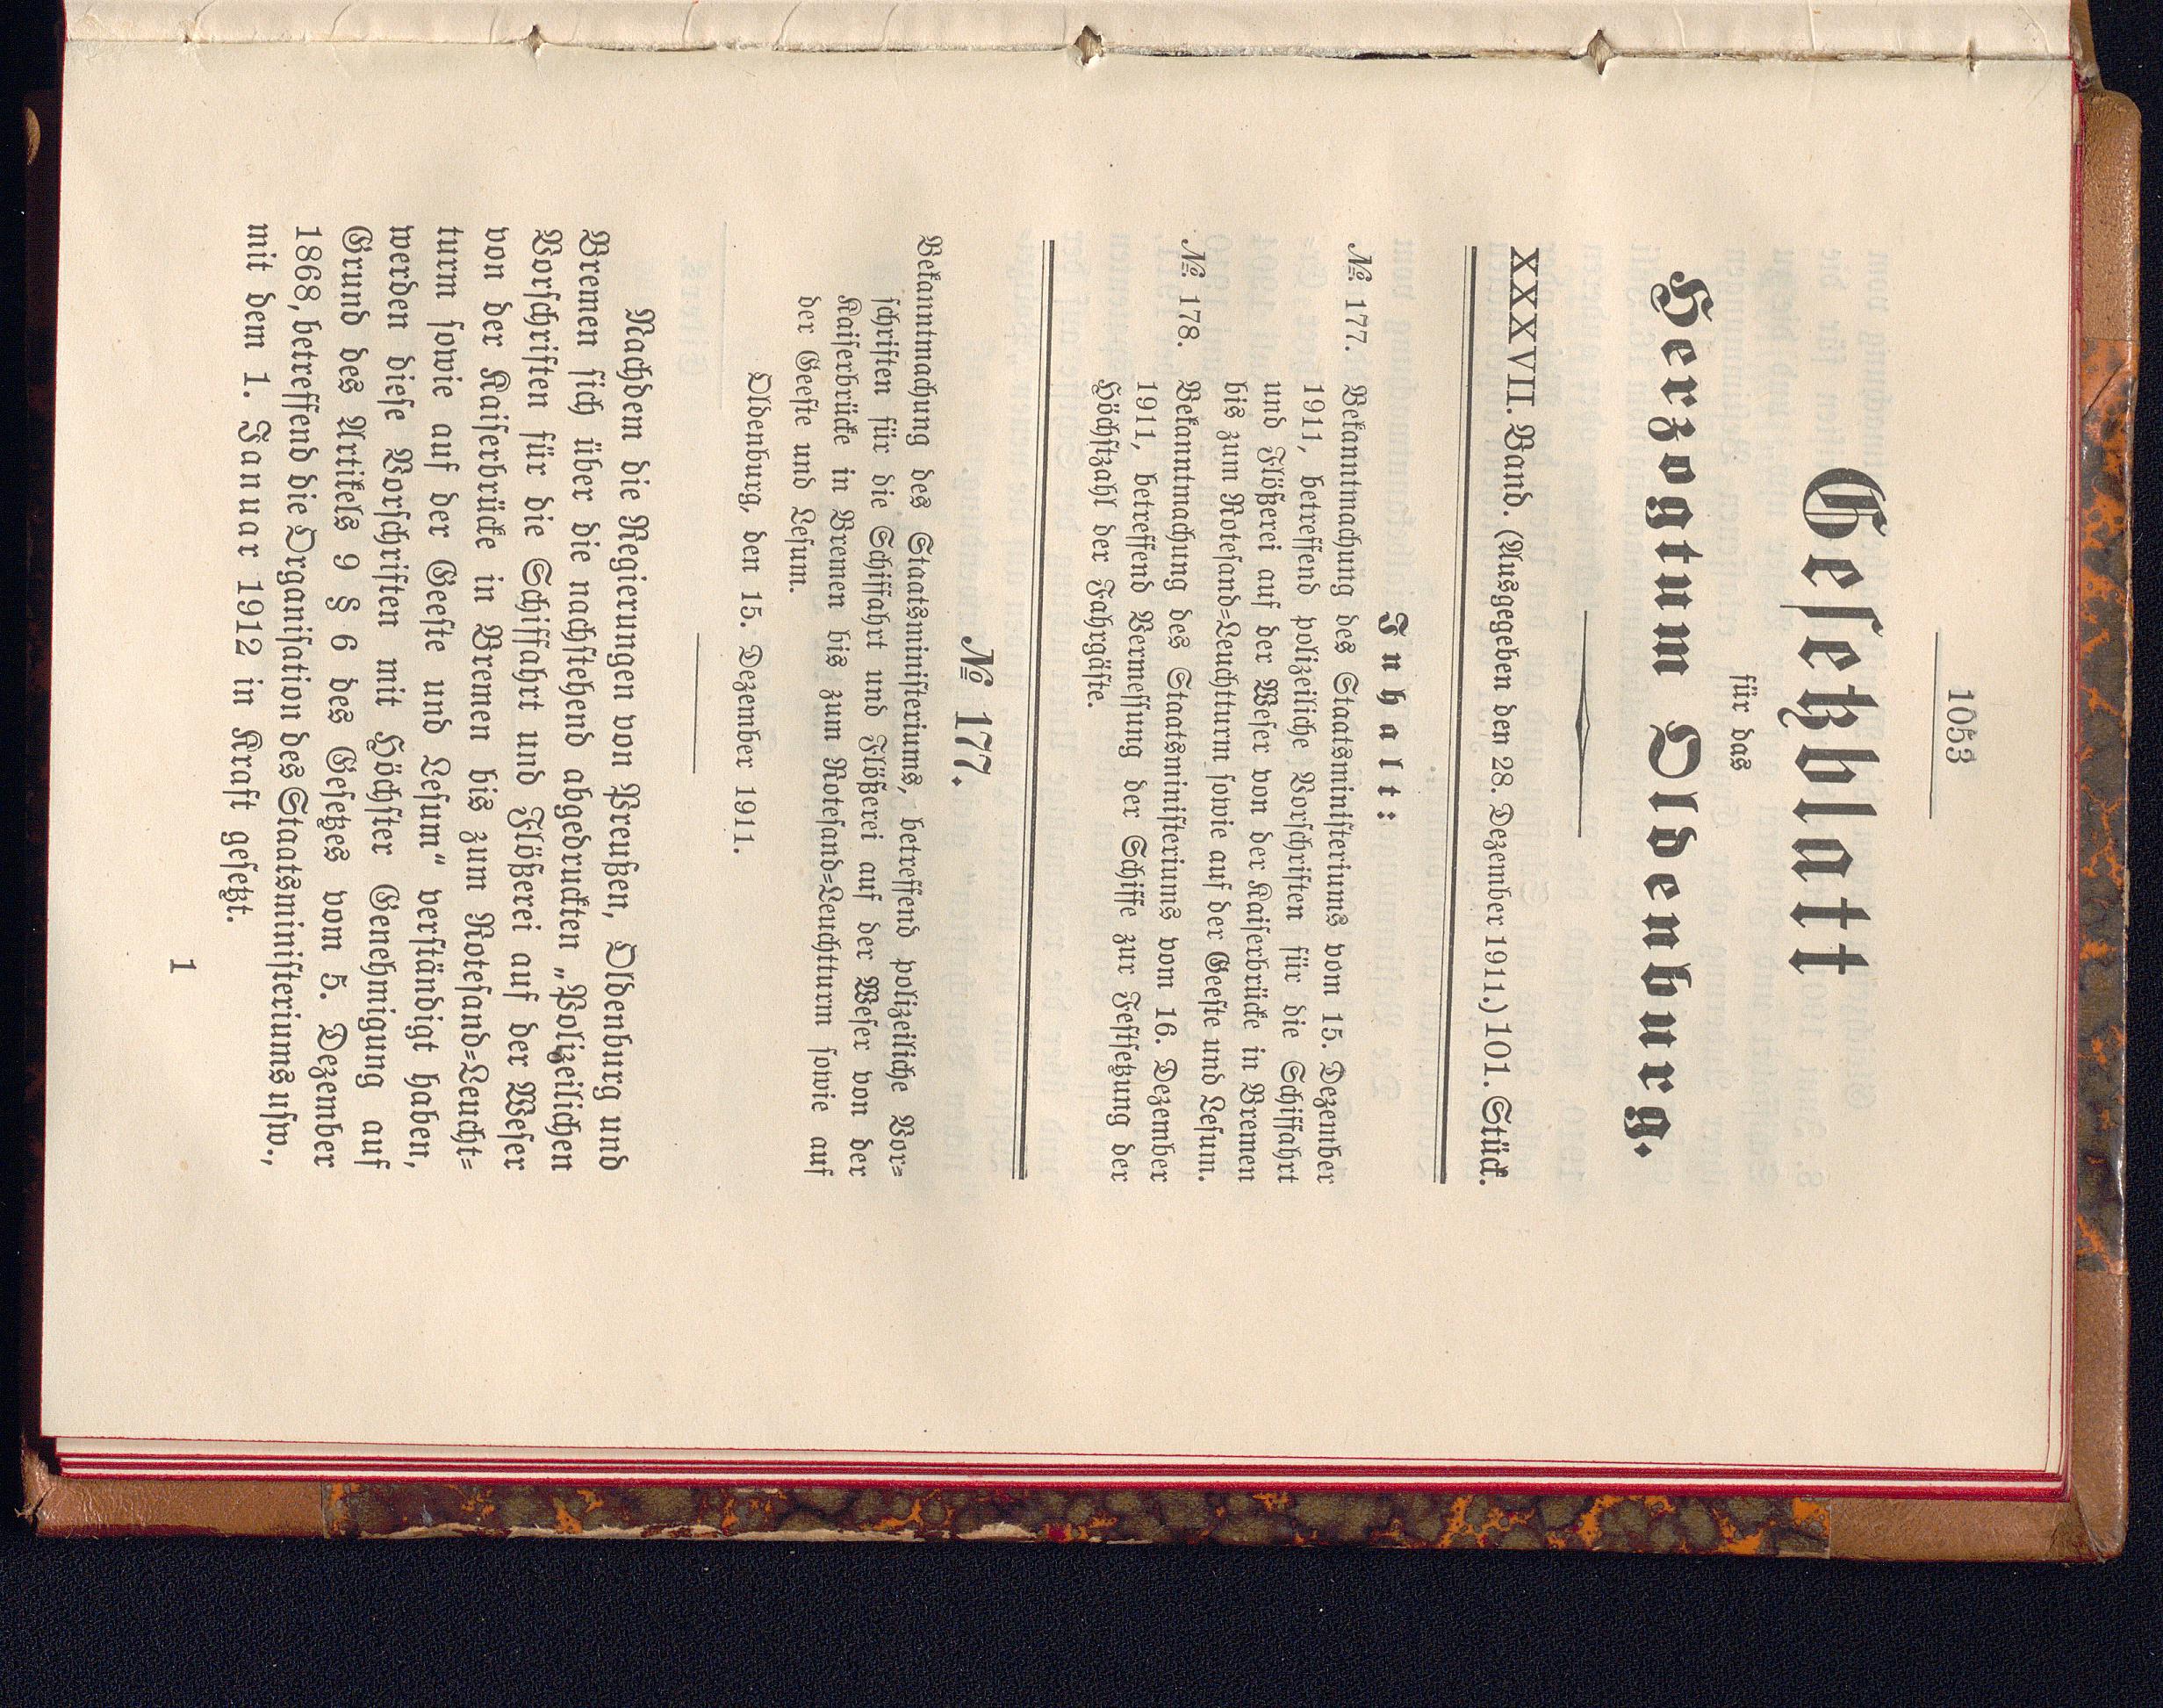 1053
Gesetzblatt
für das
Herzogtum Oldenburg.
XXXVII. Band. (Ausgegeben den 28. Dezember 1911.) 101. Stück.
Inhalt:
№ 177. Bekanntmachung des Staatsministeriums vom 15. Dezember
1911, betreffend polizeiliche Vorschriften für die Schiffahrt
und Flößerei auf der Weser von der Kaiserbrücke in Bremen
bis zum Rotesand-Leuchtturm sowie auf der Geeste und Lesum.
№ 178. Bekanntmachung des Staatsministeriums vom 16. Dezember
1911, betreffend Vermessung der Schiffe zur Festsetzung der
Höchstzahl der Fahrgäste.
№ 177.
Bekanntmachung des Staatsministeriums, betreffend polizeiliche Vor-
schriften für die Schiffahrt und Flößerei auf der Weser von der
Kaiserbrücke in Bremen bis zum Rotesand-Leuchtturm sowie auf
der Geeste und Lesum.
Oldenburg, den 15. Dezember 1911.
Nachdem die Regierungen von Preußen, Oldenburg und
Bremen sich über die nachstehend abgedruckten „Polizeilichen
Vorschriften für die Schiffahrt und Flößerei auf der Weser
von der Kaiserbrücke in Bremen bis zum Rotesand-Leucht-
turm sowie auf der Geeste und Lesum“ verständigt haben,
werden diese Vorschriften mit Höchster Genehmigung auf
Grund des Artikels 9 § 6 des Gesetzes vom 5. Dezember
1868, betreffend die Organisation des Staatsministeriums usw.,
mit dem 1. Januar 1912 in Kraft gesetzt.
1